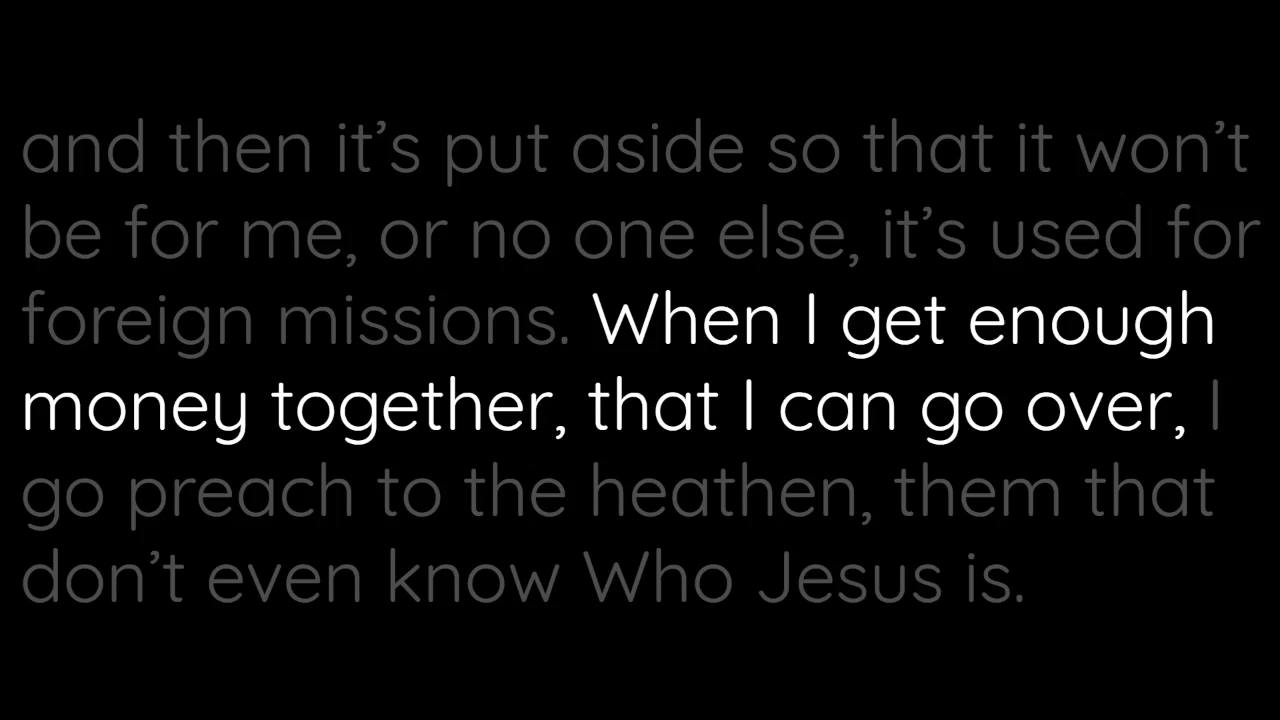 and then it’s put aside so that it won’t
be for me, or no one else, it’s used for
foreign missions. When I get enough
money together, that I can go over, I
go preach to the heathen, them that
don’t even know Who Jesus is.